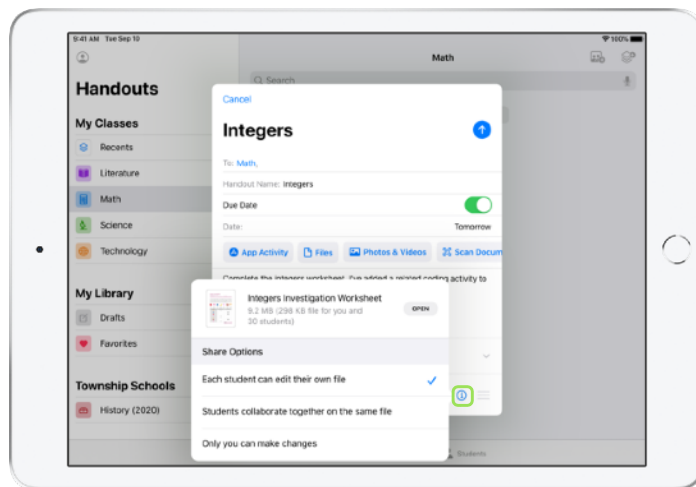 9:41 AM Tue Sep 10
100%
Math
Handouts
Search
My Classes
Recents
Literature
Math
Science
Technology
My Library
Drafts
Favorites
Township Schools
History (2020)
Cancel
Integers
To: Math,
Handout Name: Integers
Due Date
Date: Tomorrow
App Activity Files Photos & Videos Scan Docum
Complete the integers worksheet. I've added a related coding activity to
Integers Investigation Worksheet
9.2 MB (298 KB file for you and
30 students)
OPEN
Share Options
Each student can edit their own file
Students collaborate together on the same file
Only you can make changes
Students